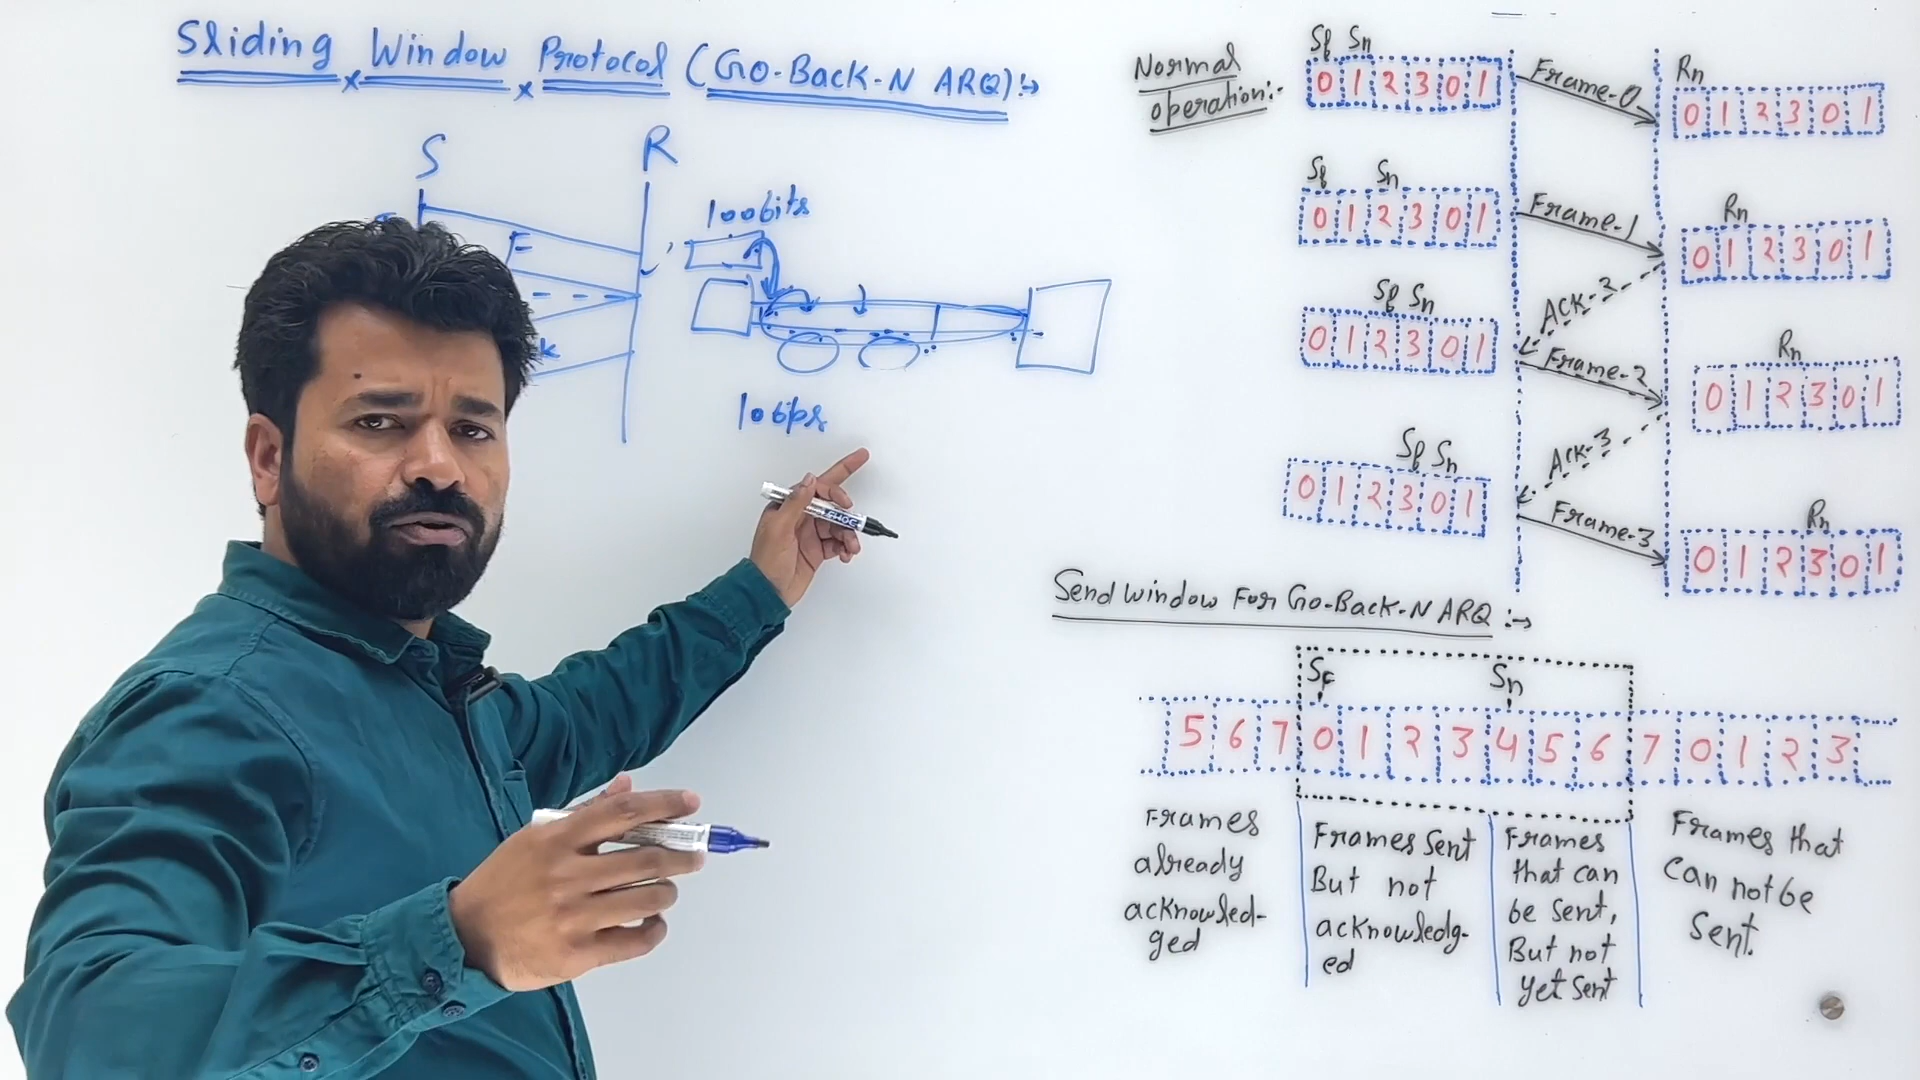 Sliding Window Protocol (Go-Back-N ARQ):→
S
R
F
K
100bits
10bps
Normal
operation:-
Sf Sn
0 1 2 3 0 1
Frame-0
Rn
0 1 2 3 0 1
Sf Sn
0 1 2 3 0 1
Frame-1
Rn
0 1 2 3 0 1
ACK-2
Sf Sn
0 1 2 3 0 1
Frame-2
Rn
0 1 2 3 0 1
ACK-3
Sf Sn
0 1 2 3 0 1
Frame-3
Rn
0 1 2 3 0 1
Send Window For Go-Back-N ARQ:→
Sf Sn
5 6 7 0 1 2 3 4 5 6 7 0 1 2 3
Frames
already
acknowled-
ged
Frames Sent
But not
acknowledg-
ed
Frames
that can
be sent,
But not
yet sent
Frames that
Can not be
Sent.